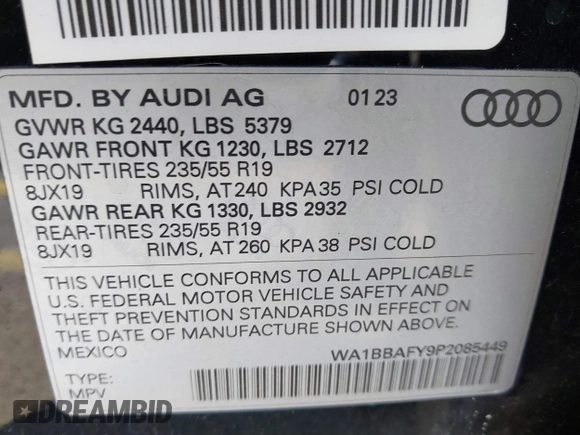 MFD. BY AUDI AG 01 23
GVWR KG 2440, LBS 5379
GAWR FRONT KG 1230, LBS 2712
FRONT-TIRES 235/55 R19
8JX19 RIMS, AT 240 KPA 35 PSI COLD
GAWR REAR KG 1330, LBS 2932
REAR-TIRES 235/55 R19
8JX19 RIMS, AT 260 KPA 38 PSI COLD
THIS VEHICLE CONFORMS TO ALL APPLICABLE
U.S. FEDERAL MOTOR VEHICLE SAFETY AND
THEFT PREVENTION STANDARDS IN EFFECT ON
THE DATE OF MANUFACTURE SHOWN ABOVE.
MEXICO WA1BBAFY9P2085449
TYPE:
MPV
DREAMBID